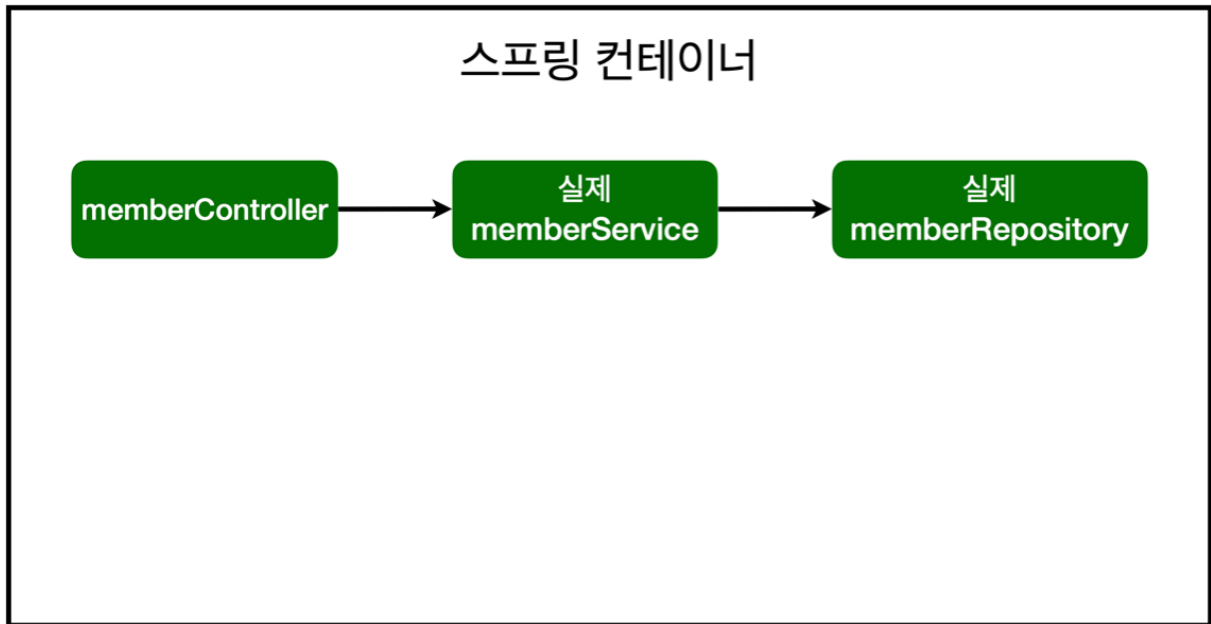 스프링 컨테이너
memberController
실제
memberService
실제
memberRepository